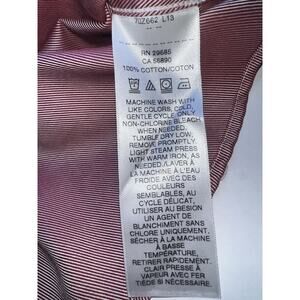 70Z662 L13
RN 29685
CA 56890
100% COTTON/COTON
MACHINE WASH WITH
LIKE COLORS, COLD,
GENTLE CYCLE ONLY
NON-CHLORINE BLEACH
WHEN NEEDED,
TUMBLE DRY LOW,
REMOVE PROMPTLY.
LIGHT STEAM PRESS
WITH WARM IRON, AS
NEEDED./LAVER À
LA MACHINE À L'EAU
FROIDE AVEC DES
COULEURS
SEMBLABLES, AU
CYCLE DÉLICAT,
UTILISER AU BESOIN
UN AGENT DE
BLANCHIMENT SANS
CHLORE UNIQUEMENT.
SÉCHER À LA MACHINE
À BASSE
TEMPÉRATURE,
RETIRER RAPIDEMENT.
CLAIR PRESSE À
VAPEUR AVEC FER
TIÈDE SI NÉCESSAIRE.